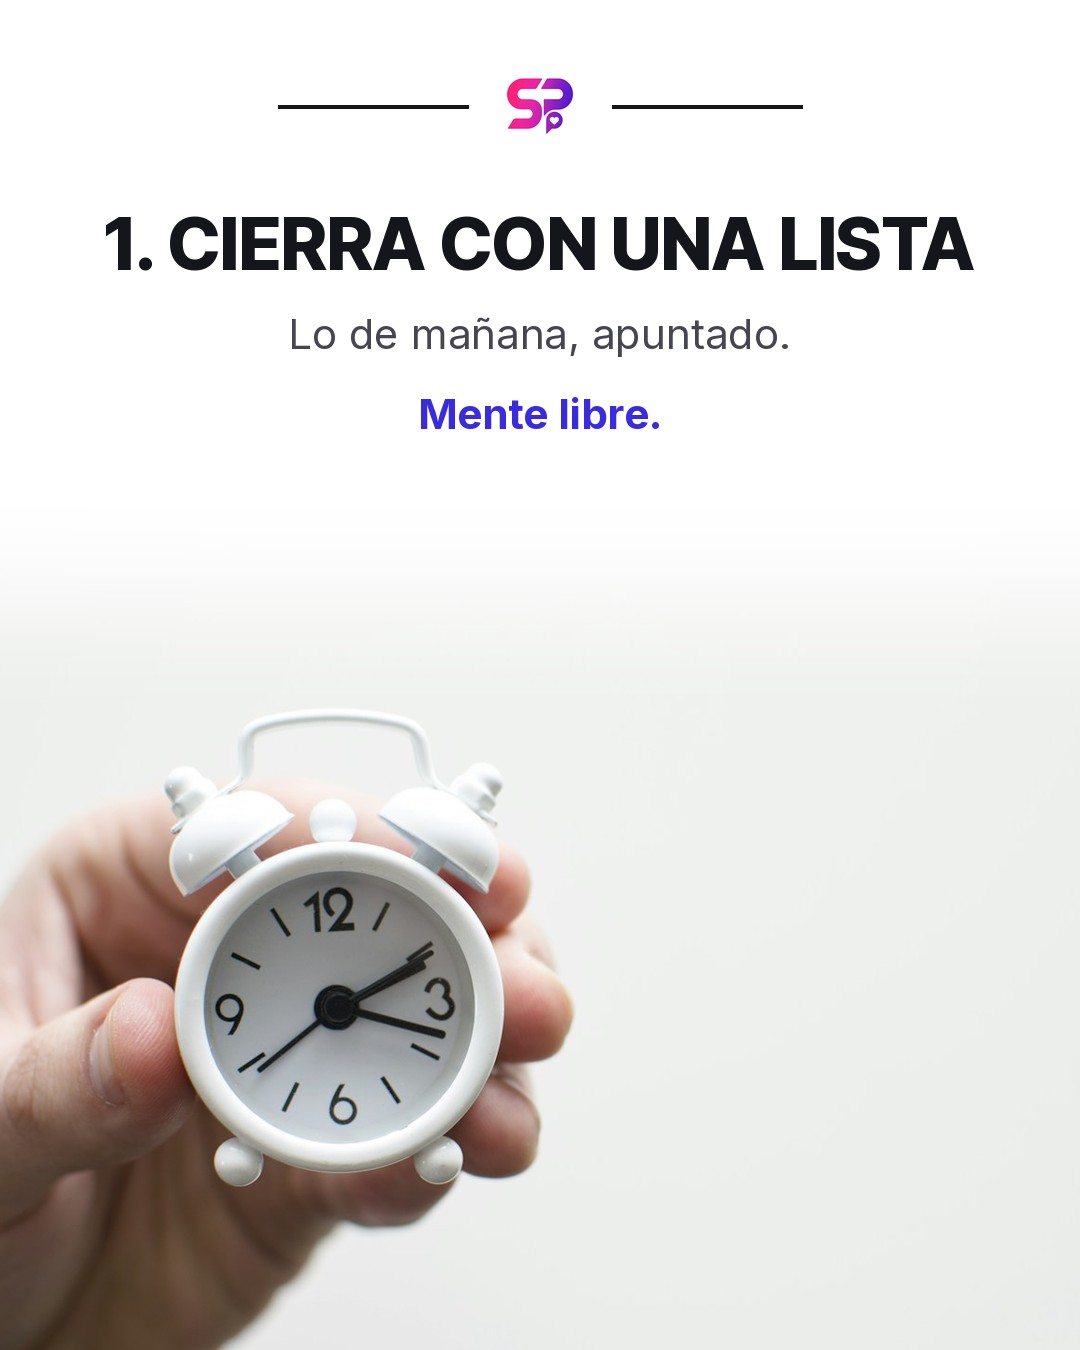 SP
1. CIERRA CON UNA LISTA
Lo de mañana, apuntado.
Mente libre.
12
3
9
6